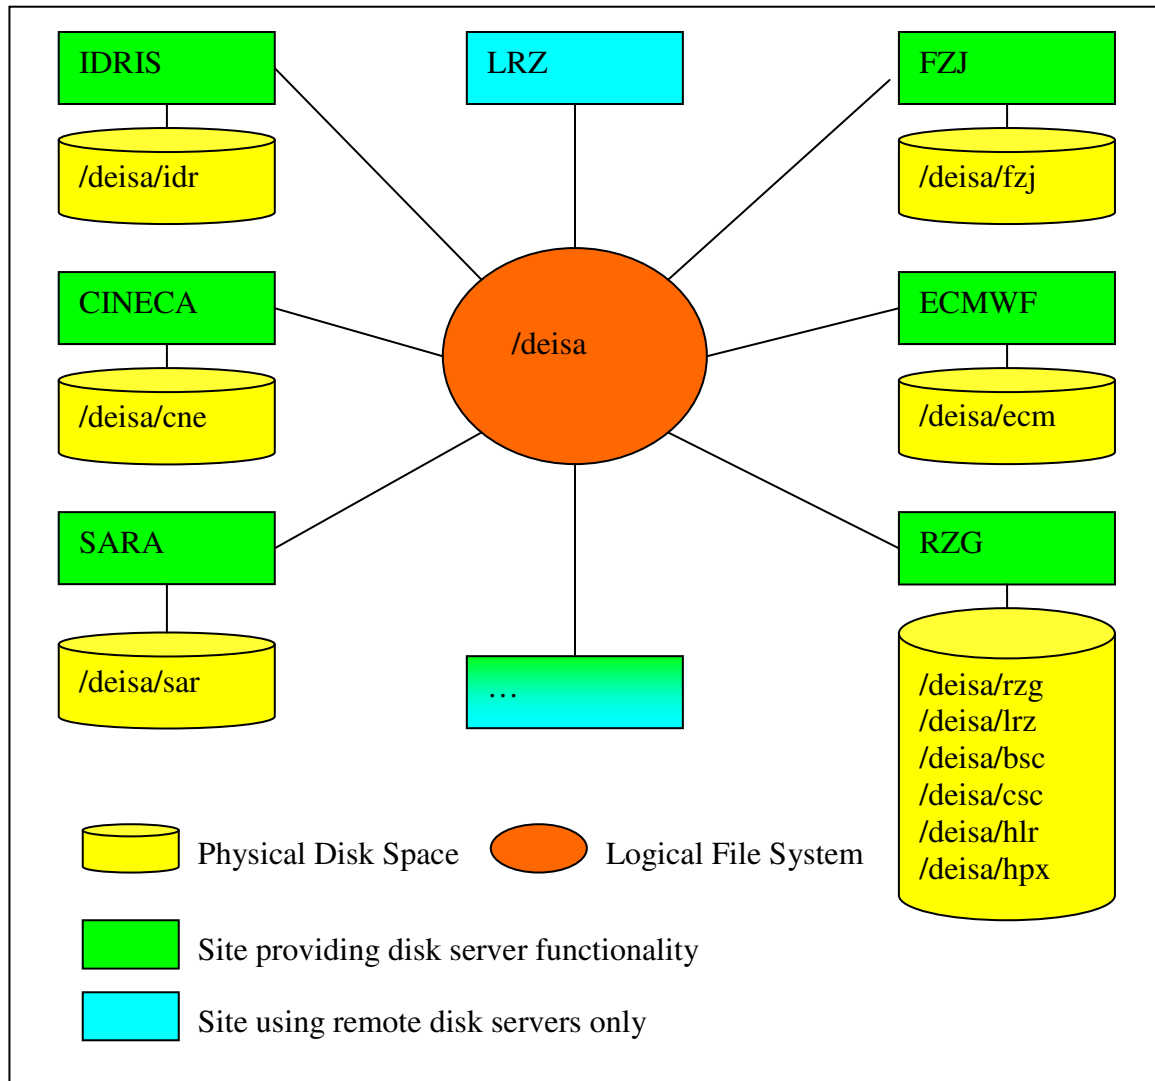 IDRIS
LRZ
FZJ
/deisa/idr
/deisa/fzj
CINECA
ECMWF
/deisa
/deisa/cne
/deisa/ecm
SARA
RZG
/deisa/sar
…
/deisa/rzg
/deisa/lrz
/deisa/bsc
/deisa/csc
/deisa/hlr
/deisa/hpx
Physical Disk Space
Logical File System
Site providing disk server functionality
Site using remote disk servers only